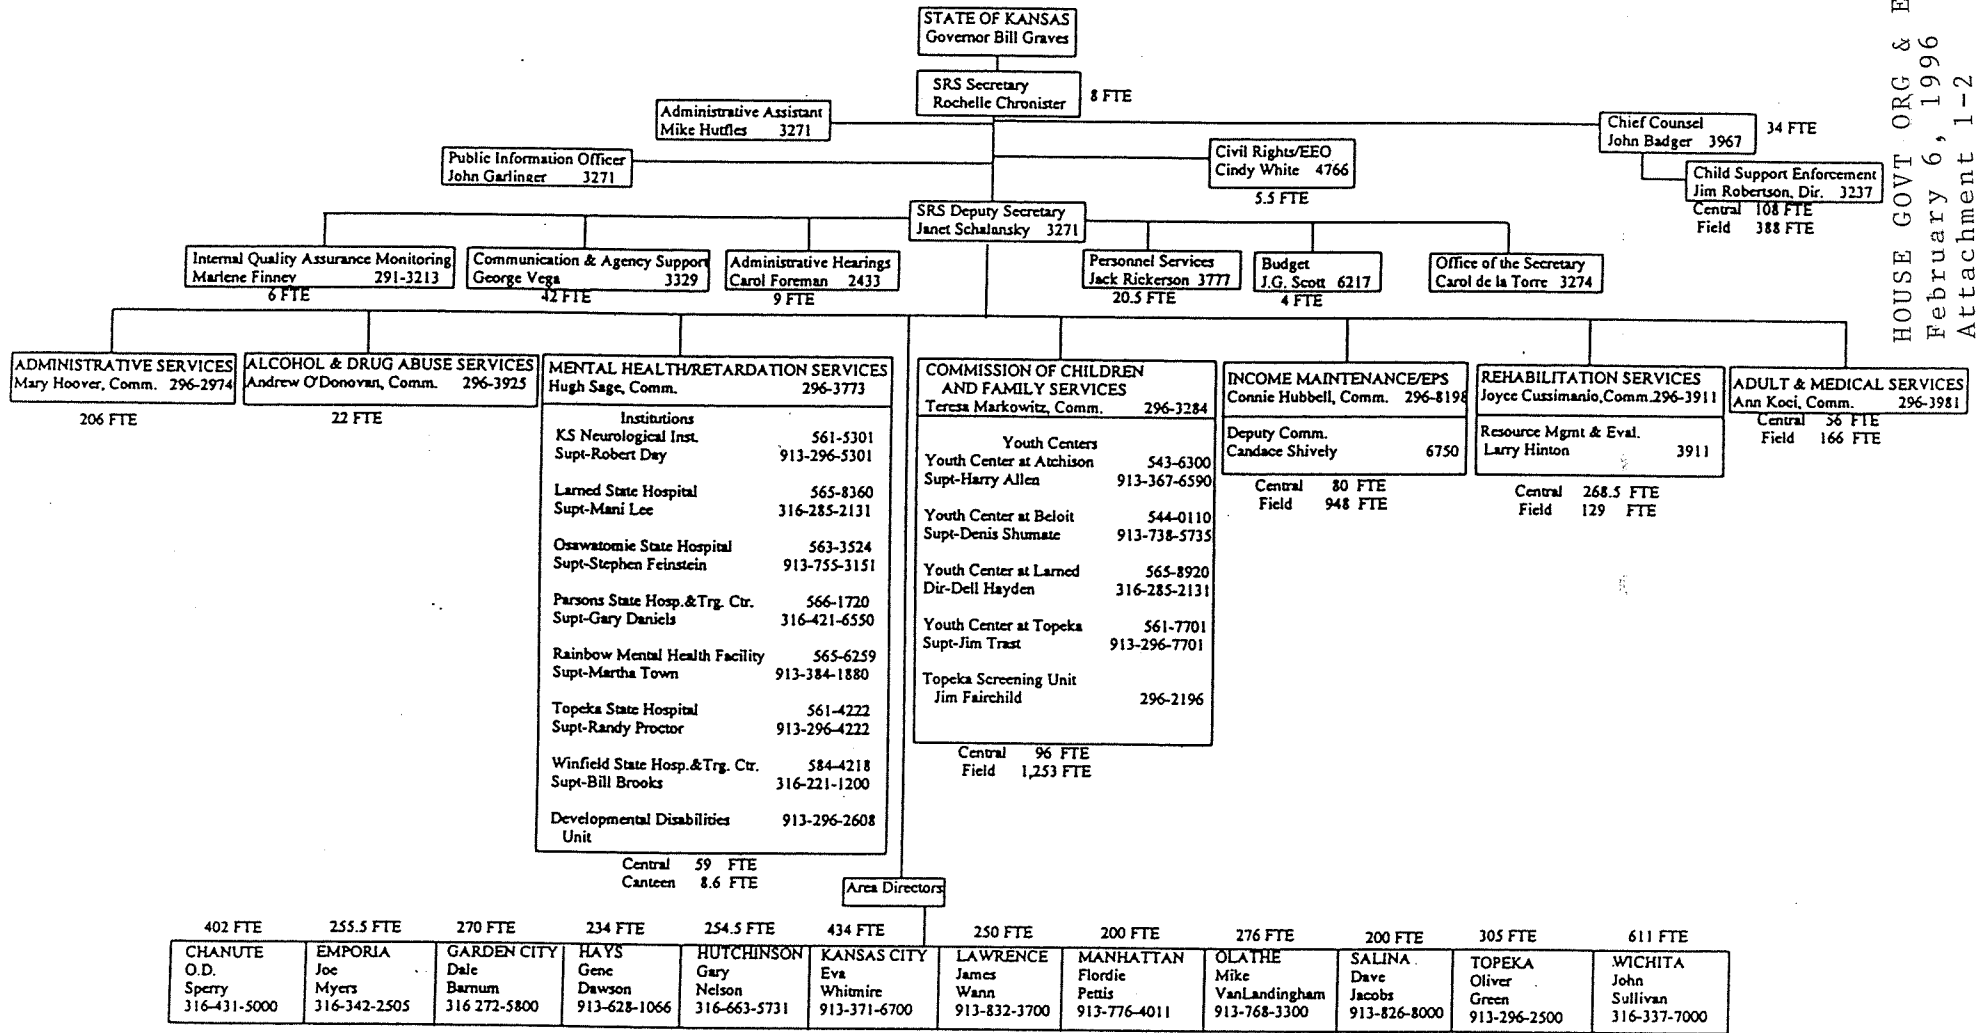 STATE OF KANSAS
Governor Bill Graves
SRS Secretary
Rochelle Chronister
8 FTE
Administrative Assistant
Mike Hutfles 3271
Chief Counsel
John Badger 3967
34 FTE
Public Information Officer
John Garlinger 3271
Civil Rights/EEO
Cindy White 4766
5.5 FTE
Child Support Enforcement
Jim Robertson, Dir. 3237
Central 108 FTE
Field 388 FTE
HOUSE GOVT ORG & E
February 6, 1996
Attachment 1-2
SRS Deputy Secretary
Janet Schalansky 3271
Internal Quality Assurance Monitoring
Marlene Finney 291-3213
6 FTE
Communication & Agency Support
George Vega 3329
42 FTE
Administrative Hearings
Carol Foreman 2433
9 FTE
Personnel Services
Jack Rickerson 3777
20.5 FTE
Budget
J.G. Scott 6217
4 FTE
Office of the Secretary
Carol de la Torre 3274
ADMINISTRATIVE SERVICES
Mary Hoover, Comm. 296-2974
206 FTE
ALCOHOL & DRUG ABUSE SERVICES
Andrew O'Donovan, Comm. 296-3925
22 FTE
MENTAL HEALTH/RETARDATION SERVICES
Hugh Sage, Comm. 296-3773
Institutions
KS Neurological Inst. 561-5301
Supt-Robert Day 913-296-5301
Larned State Hospital 565-8360
Supt-Mani Lee 316-285-2131
Osawatomie State Hospital 563-3524
Supt-Stephen Feinstein 913-755-3151
Parsons State Hosp.&Trg. Ctr. 566-1720
Supt-Gary Daniels 316-421-6550
Rainbow Mental Health Facility 565-6259
Supt-Martha Town 913-384-1880
Topeka State Hospital 561-4222
Supt-Randy Proctor 913-296-4222
Winfield State Hosp.&Trg. Ctr. 584-4218
Supt-Bill Brooks 316-221-1200
Developmental Disabilities 913-296-2608
Unit
Central 59 FTE
Canteen 8.6 FTE
COMMISSION OF CHILDREN
AND FAMILY SERVICES
Teresa Markowitz, Comm. 296-3284
Youth Centers
Youth Center at Atchison 543-6300
Supt-Harry Allen 913-367-6590
Youth Center at Beloit 544-0110
Supt-Denis Shumate 913-738-5735
Youth Center at Larned 565-8920
Dir-Dell Hayden 316-285-2131
Youth Center at Topeka 561-7701
Supt-Jim Trast 913-296-7701
Topeka Screening Unit
Jim Fairchild 296-2196
Central 96 FTE
Field 1,253 FTE
INCOME MAINTENANCE/EPS
Connie Hubbell, Comm. 296-8198
Deputy Comm.
Candace Shively 6750
Central 80 FTE
Field 948 FTE
REHABILITATION SERVICES
Joyce Cussimanio,Comm.296-3911
Resource Mgmt & Eval.
Larry Hinton 3911
Central 268.5 FTE
Field 129 FTE
ADULT & MEDICAL SERVICES
Ann Koci, Comm. 296-3981
Central 56 FTE
Field 166 FTE
Area Directors
402 FTE
CHANUTE
O.D.
Sperry
316-431-5000
255.5 FTE
EMPORIA
Joe
Myers
316-342-2505
270 FTE
GARDEN CITY
Dale
Barnum
316 272-5800
234 FTE
HAYS
Gene
Dawson
913-628-1066
254.5 FTE
HUTCHINSON
Gary
Nelson
316-663-5731
434 FTE
KANSAS CITY
Eva
Whitmire
913-371-6700
250 FTE
LAWRENCE
James
Wann
913-832-3700
200 FTE
MANHATTAN
Flordie
Pettis
913-776-4011
276 FTE
OLATHE
Mike
VanLandingham
913-768-3300
200 FTE
SALINA
Dave
Jacobs
913-826-8000
305 FTE
TOPEKA
Oliver
Green
913-296-2500
611 FTE
WICHITA
John
Sullivan
316-337-7000